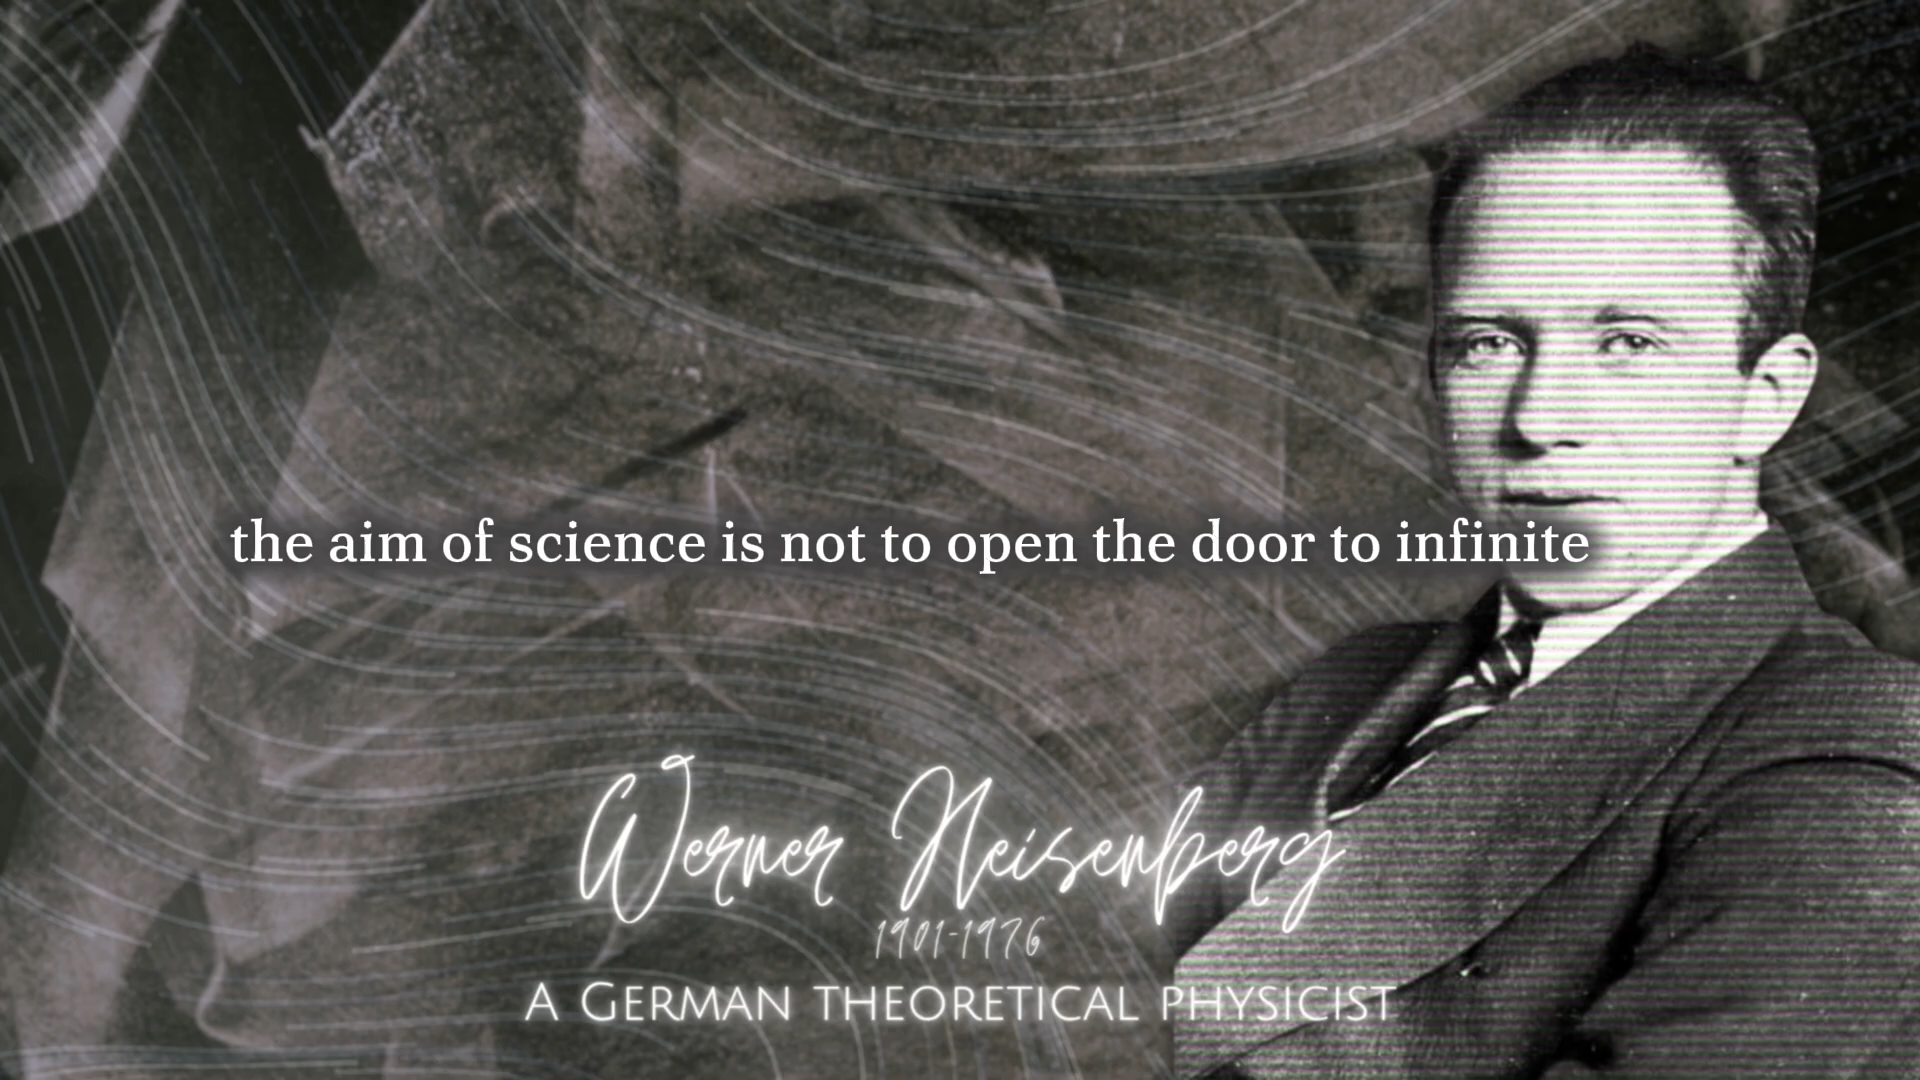 the aim of science is not to open the door to infinite
Werner Heisenberg
1901-1976
A German theoretical physicist